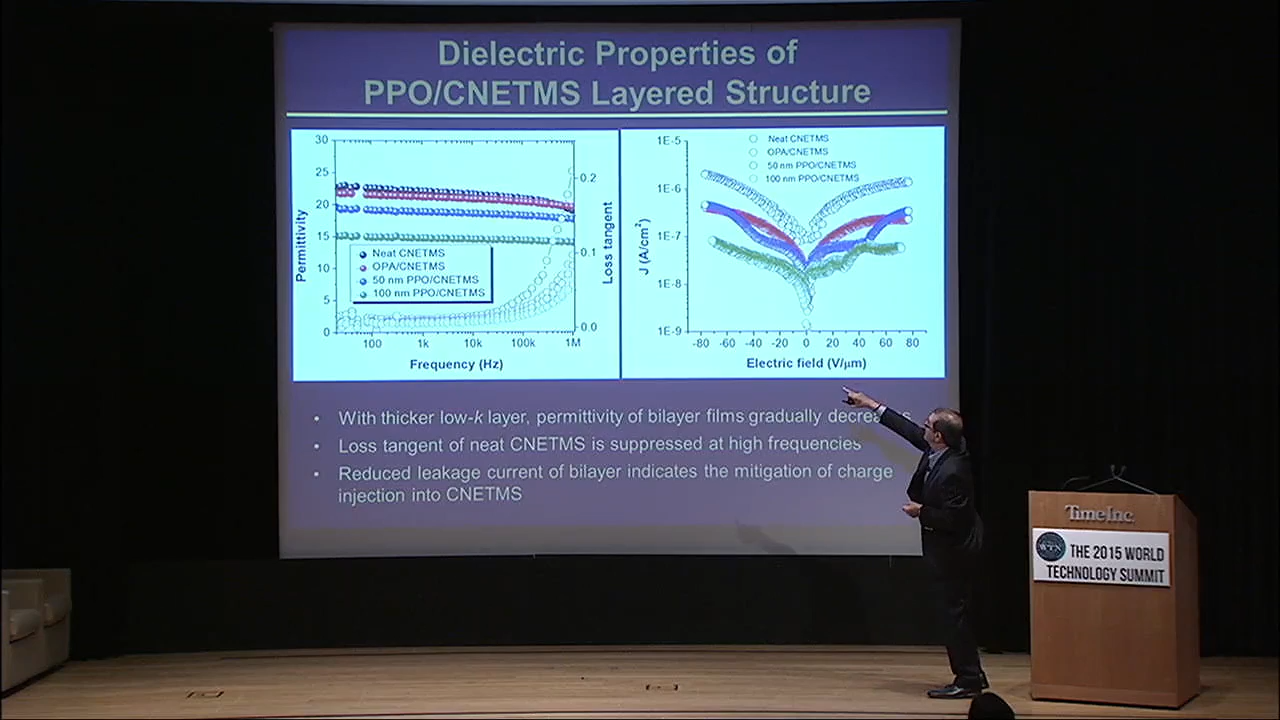 Dielectric Properties of
PPO/CNETMS Layered Structure
30
25
20
15
10
5
0
Permittivity
0.2
0.1
0.0
Loss tangent
Neat CNETMS
OPA/CNETMS
50 nm PPO/CNETMS
100 nm PPO/CNETMS
100 1k 10k 100k 1M
Frequency (Hz)
1E-5
1E-6
1E-7
1E-8
1E-9
J (A/cm²)
Neat CNETMS
OPA/CNETMS
50 nm PPO/CNETMS
100 nm PPO/CNETMS
-80 -60 -40 -20 0 20 40 60 80
Electric field (V/μm)
• With thicker low-k layer, permittivity of bilayer films gradually
• Loss tangent of neat CNETMS is suppressed at high frequencies
• Reduced leakage current of bilayer indicates the mitigation of charge
injection into CNETMS
Time Inc.
THE 2015 WORLD
TECHNOLOGY SUMMIT